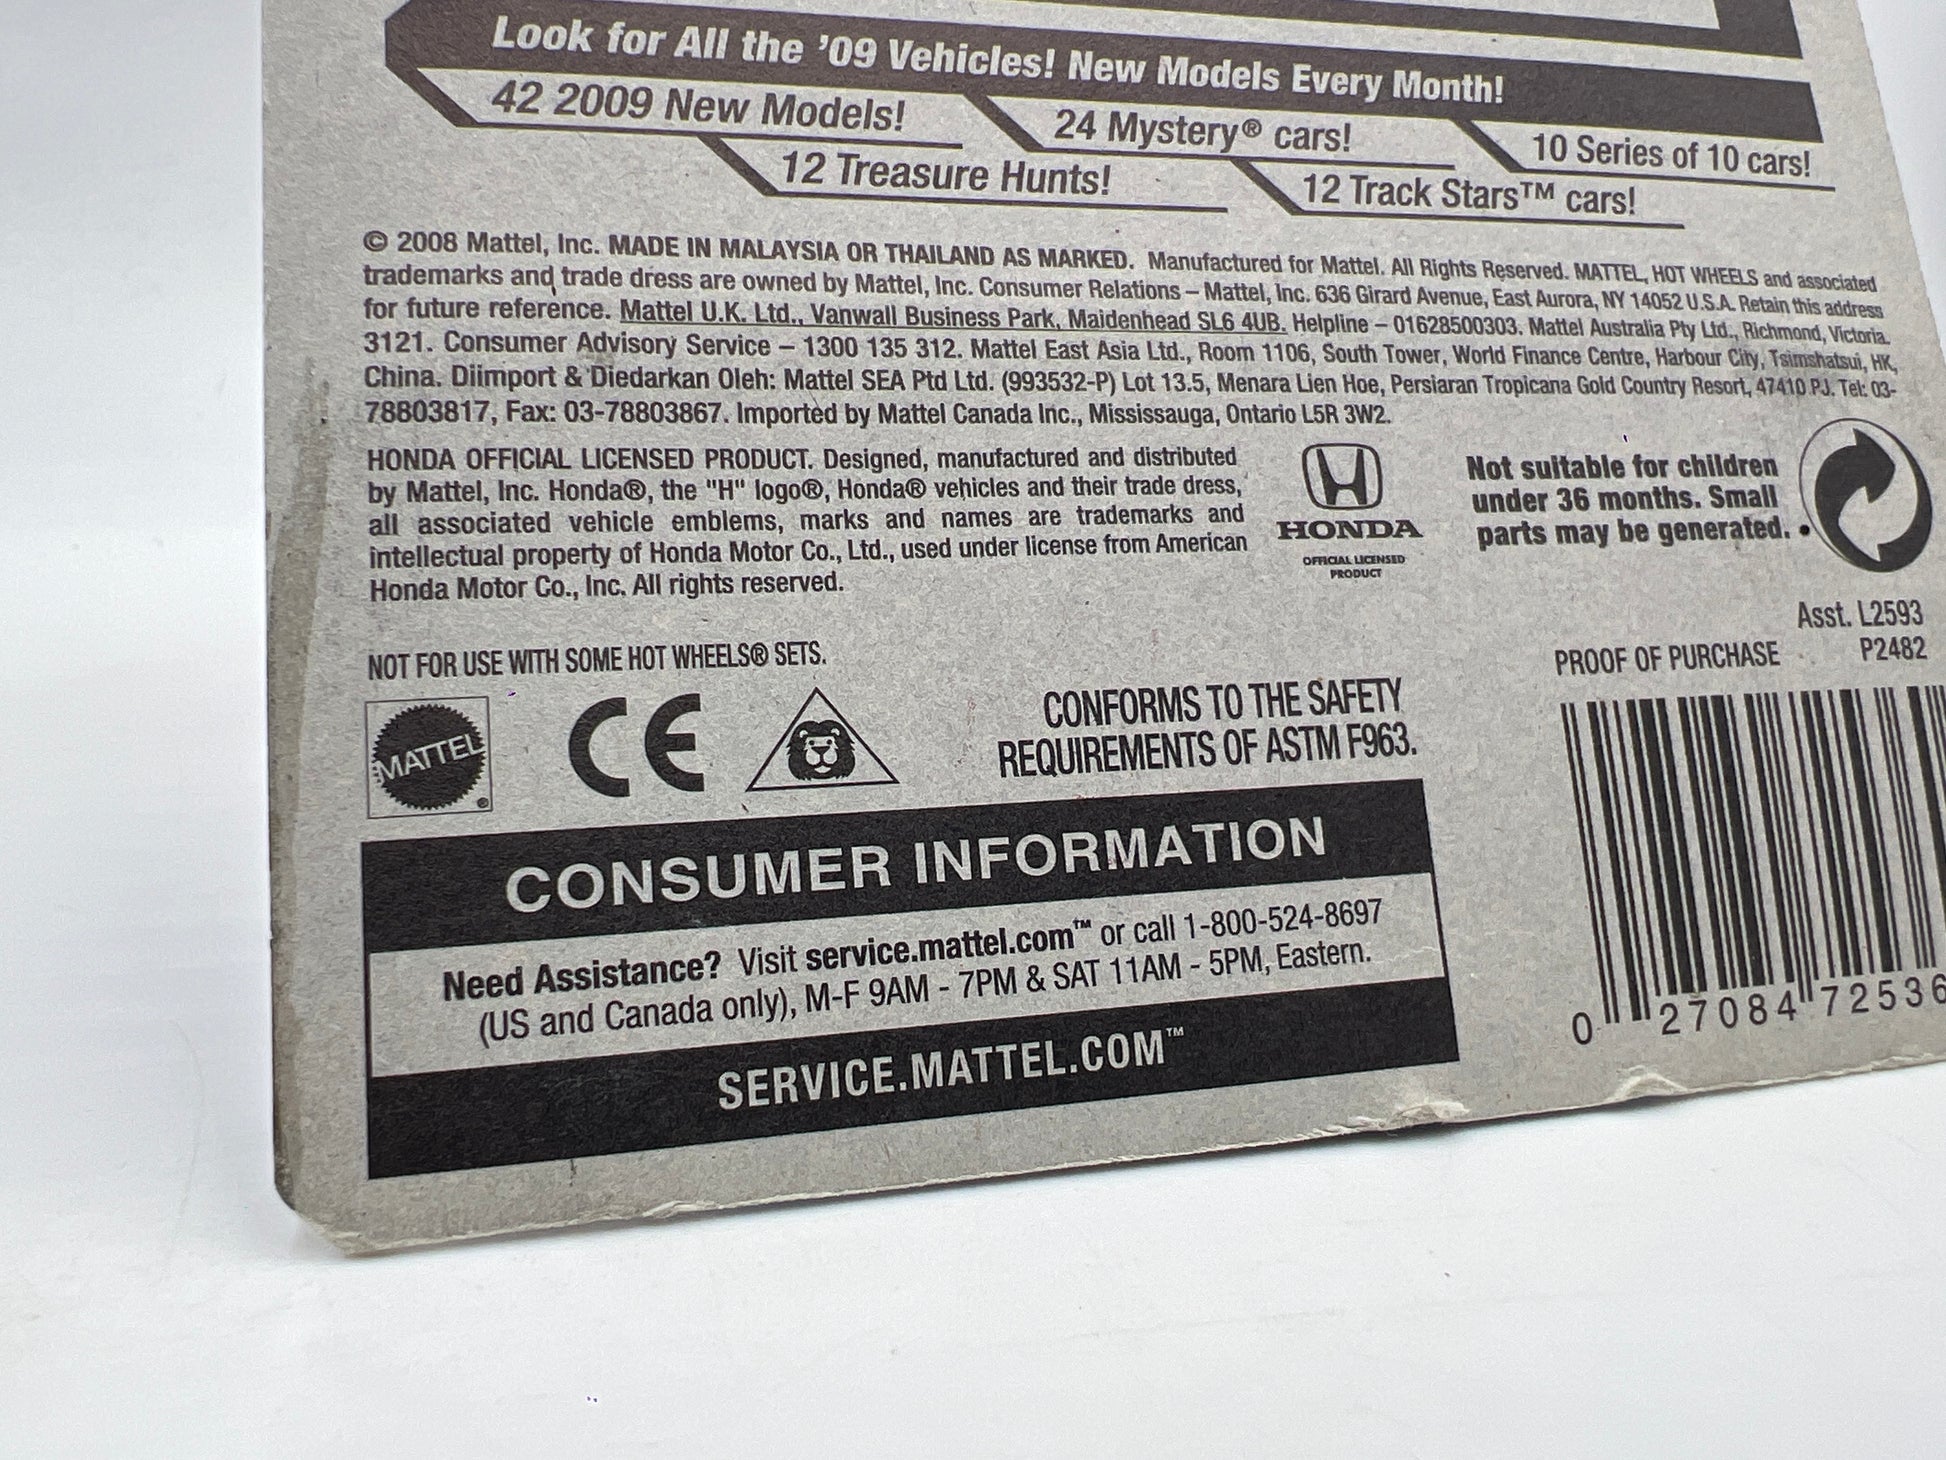 Look for All the '09 Vehicles! New Models Every Month!
42 2009 New Models!
24 Mystery® cars!
10 Series of 10 cars!
12 Treasure Hunts!
12 Track Stars™ cars!
© 2008 Mattel, Inc. MADE IN MALAYSIA OR THAILAND AS MARKED. Manufactured for Mattel. All Rights Reserved. MATTEL, HOT WHEELS and associated
trademarks and trade dress are owned by Mattel, Inc. Consumer Relations – Mattel, Inc. 636 Girard Avenue, East Aurora, NY 14052 U.S.A. Retain this address
for future reference. Mattel U.K. Ltd., Vanwall Business Park, Maidenhead SL6 4UB. Helpline – 01628500303. Mattel Australia Pty Ltd., Richmond, Victoria.
3121. Consumer Advisory Service – 1300 135 312. Mattel East Asia Ltd., Room 1106, South Tower, World Finance Centre, Harbour City, Tsimshatsui, HK,
China. Diimport & Diedarkan Oleh: Mattel SEA Ptd Ltd. (993532-P) Lot 13.5, Menara Lien Hoe, Persiaran Tropicana Gold Country Resort, 47410 PJ. Tel: 03-
78803817, Fax: 03-78803867. Imported by Mattel Canada Inc., Mississauga, Ontario L5R 3W2.
HONDA OFFICIAL LICENSED PRODUCT. Designed, manufactured and distributed
by Mattel, Inc. Honda®, the "H" logo®, Honda® vehicles and their trade dress,
all associated vehicle emblems, marks and names are trademarks and
intellectual property of Honda Motor Co., Ltd., used under license from American
Honda Motor Co., Inc. All rights reserved.
HONDA
OFFICIAL LICENSED
PRODUCT
Not suitable for children
under 36 months. Small
parts may be generated.
Asst. L2593
PROOF OF PURCHASE P2482
NOT FOR USE WITH SOME HOT WHEELS® SETS.
MATTEL ®
CE
CONFORMS TO THE SAFETY
REQUIREMENTS OF ASTM F963.
CONSUMER INFORMATION
Need Assistance? Visit service.mattel.com™ or call 1-800-524-8697
(US and Canada only), M-F 9AM - 7PM & SAT 11AM - 5PM, Eastern.
SERVICE.MATTEL.COM™
0 27084 72536